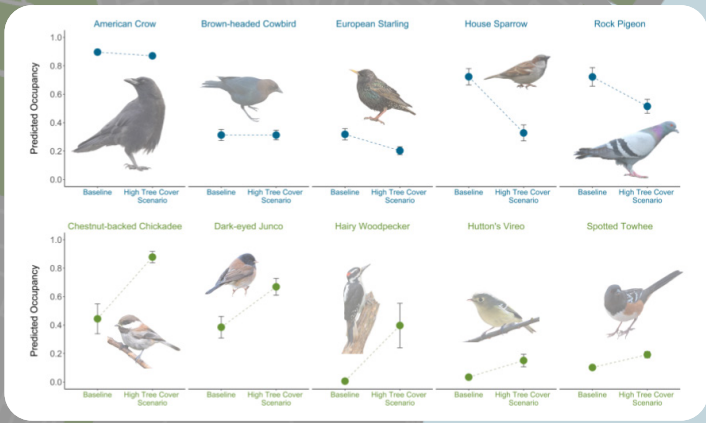 American Crow
Brown-headed Cowbird
European Starling
House Sparrow
Rock Pigeon
Predicted Occupancy
1.0
0.8
0.6
0.4
0.2
0.0
Baseline High Tree Cover Scenario
Baseline High Tree Cover Scenario
Baseline High Tree Cover Scenario
Baseline High Tree Cover Scenario
Baseline High Tree Cover Scenario
Chestnut-backed Chickadee
Dark-eyed Junco
Hairy Woodpecker
Hutton's Vireo
Spotted Towhee
Predicted Occupancy
1.0
0.8
0.6
0.4
0.2
0.0
Baseline High Tree Cover Scenario
Baseline High Tree Cover Scenario
Baseline High Tree Cover Scenario
Baseline High Tree Cover Scenario
Baseline High Tree Cover Scenario